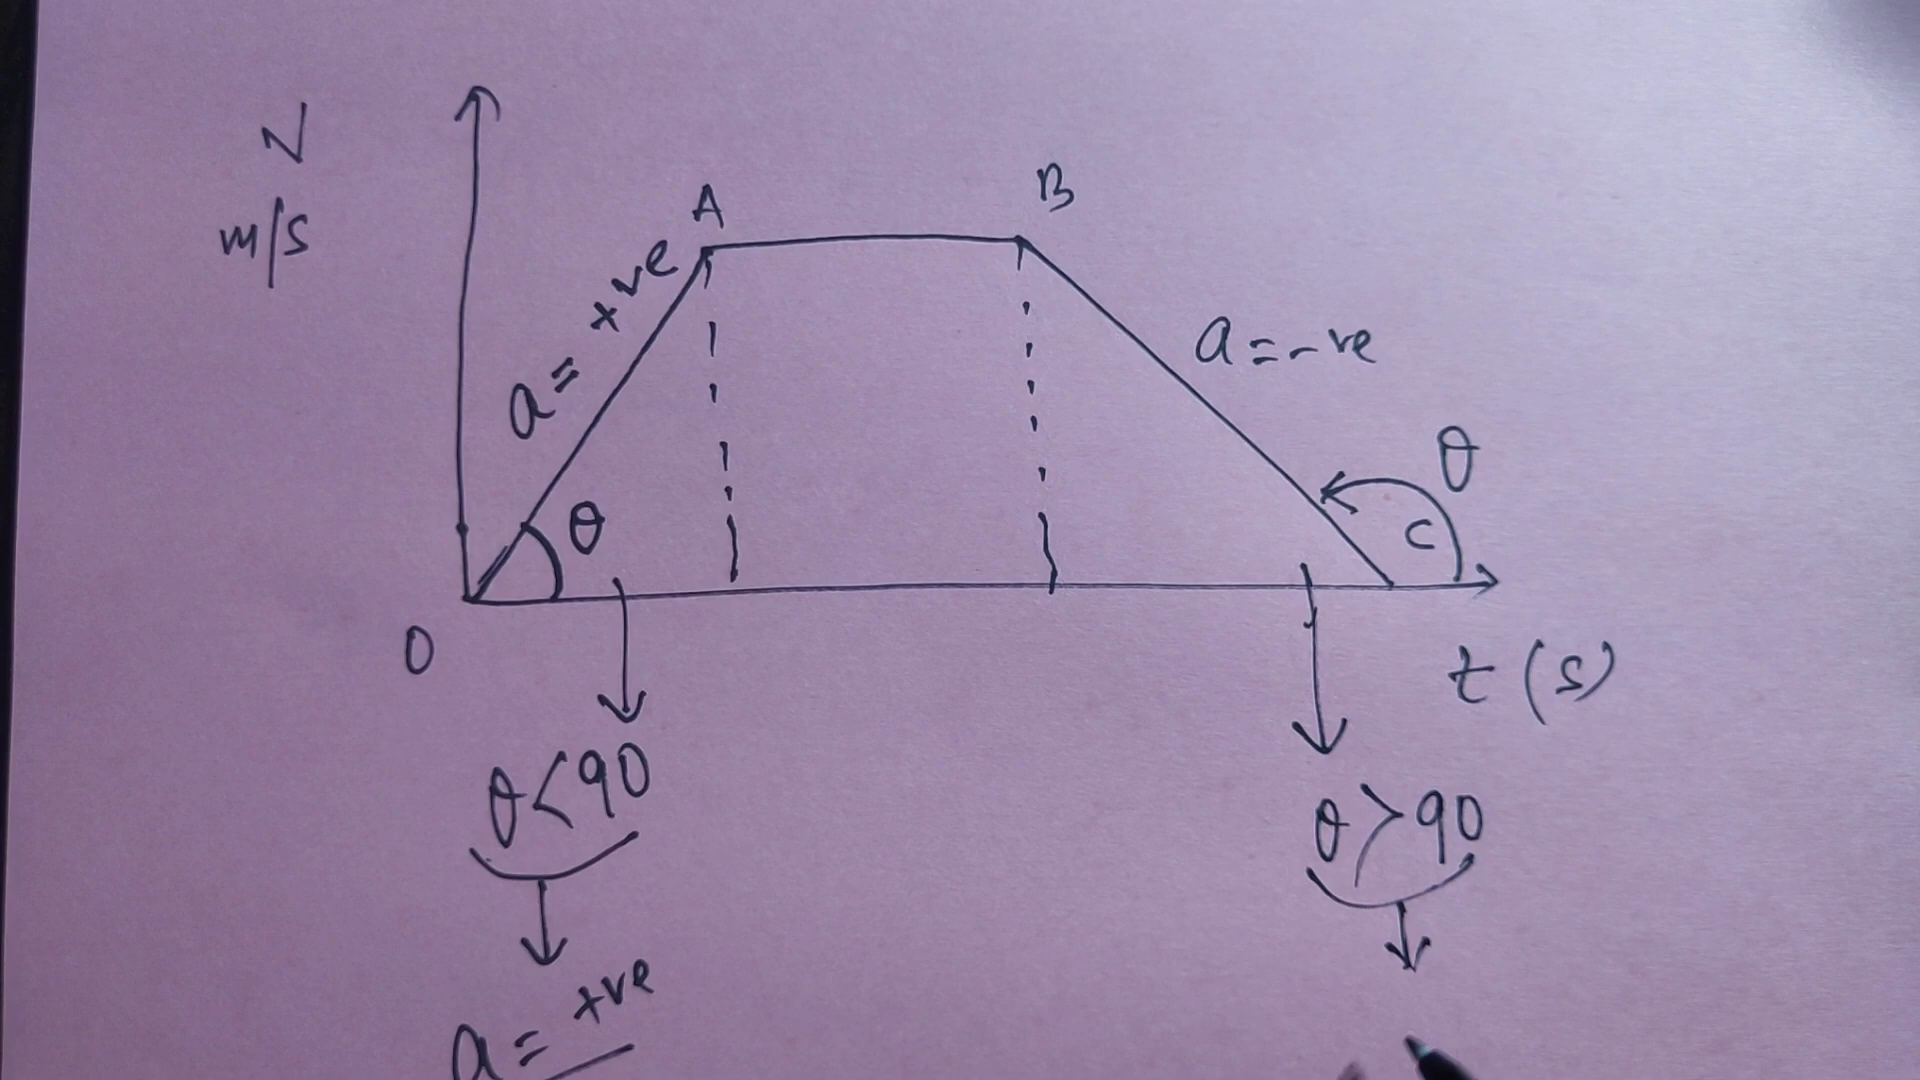 V
m/s
A
B
a = +ve
a = -ve
θ
θ
C
O
t (s)
θ < 90
θ > 90
a = +ve